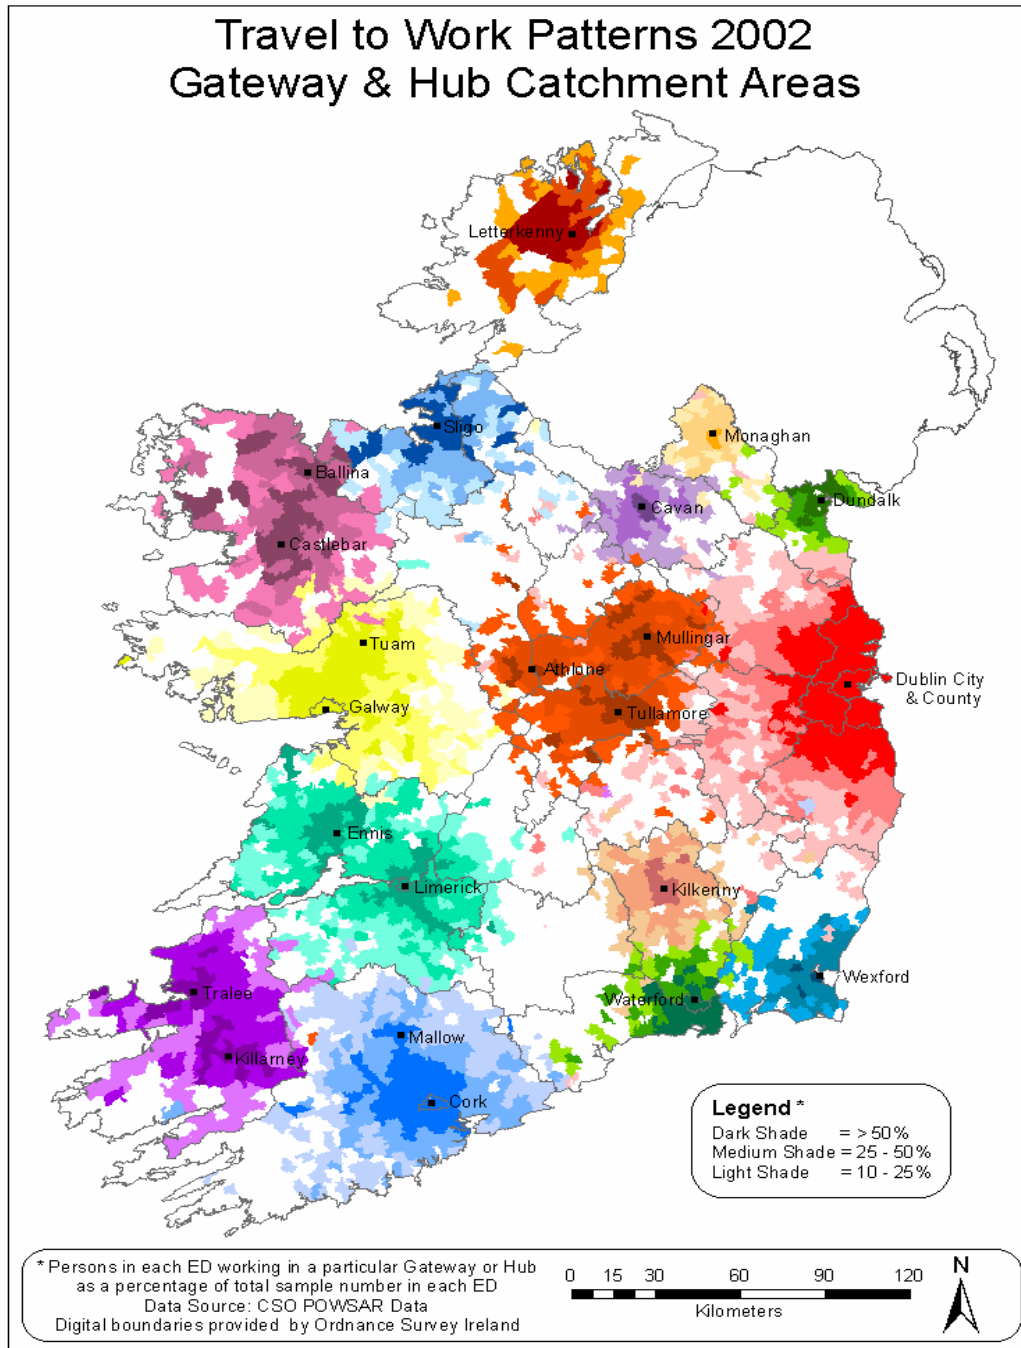 Travel to Work Patterns 2002
Gateway & Hub Catchment Areas
Letterkenny
Sligo
Monaghan
Ballina
Dundalk
Cavan
Castlebar
Mullingar
Tuam
Athlone
Dublin City
& County
Galway
Tullamore
Ennis
Limerick
Kilkenny
Wexford
Tralee
Waterford
Mallow
Killarney
Cork
Legend *
Dark Shade = > 50%
Medium Shade = 25 - 50%
Light Shade = 10 - 25%
* Persons in each ED working in a particular Gateway or Hub
as a percentage of total sample number in each ED
Data Source: CSO POWSAR Data
Digital boundaries provided by Ordnance Survey Ireland
0 15 30 60 90 120
Kilometers
N